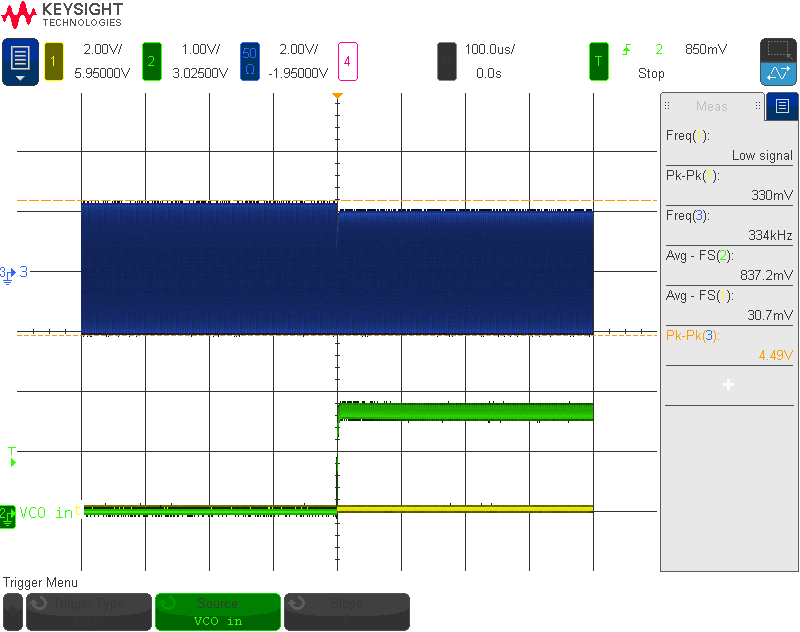 KEYSIGHT
TECHNOLOGIES
1 2.00V/ 5.95000V
2 1.00V/ 3.02500V
50 Ω 2.00V/ -1.95000V
4
100.0us/ 0.0s
T 2 850mV
Stop
Meas
Freq( ):
Low signal
Pk-Pk( ):
330mV
Freq(3):
334kHz
Avg - FS(2):
837.2mV
Avg - FS( ):
30.7mV
Pk-Pk(3):
4.49V
3 3
T
2 VCO in
Trigger Menu
Trigger Type
Source
VCO in
Slope